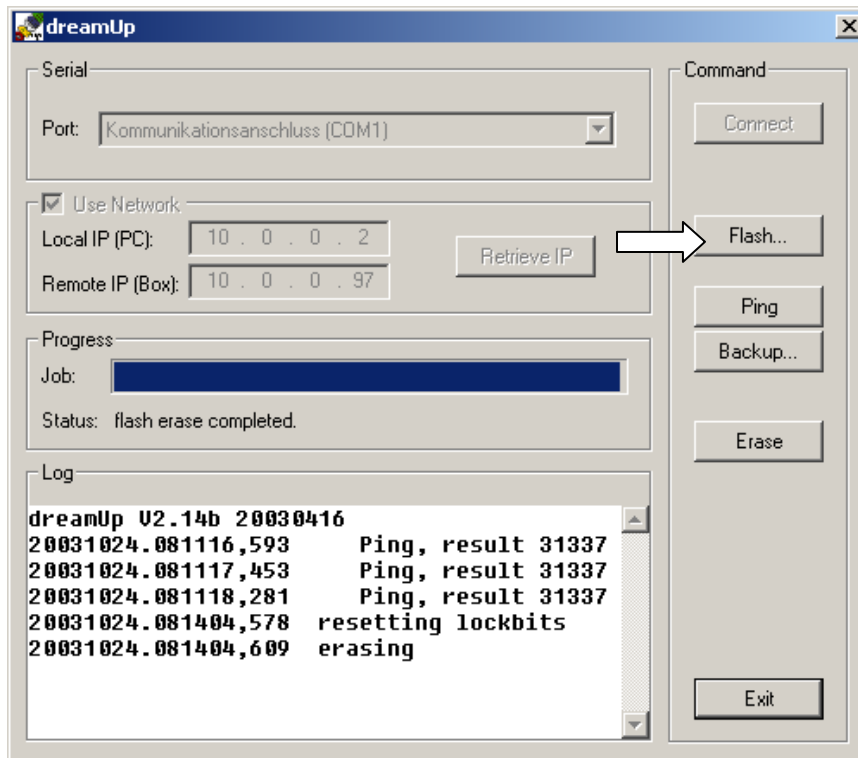 dreamUp
Serial
Port: Kommunikationsanschluss (COM1)
Use Network
Local IP (PC): 10 . 0 . 0 . 2
Remote IP (Box): 10 . 0 . 0 . 97
Retrieve IP
Progress
Job:
Status: flash erase completed.
Log
dreamUp V2.14b 20030416
20031024.081116,593 Ping, result 31337
20031024.081117,453 Ping, result 31337
20031024.081118,281 Ping, result 31337
20031024.081404,578 resetting lockbits
20031024.081404,609 erasing
Command
Connect
Flash...
Ping
Backup...
Erase
Exit